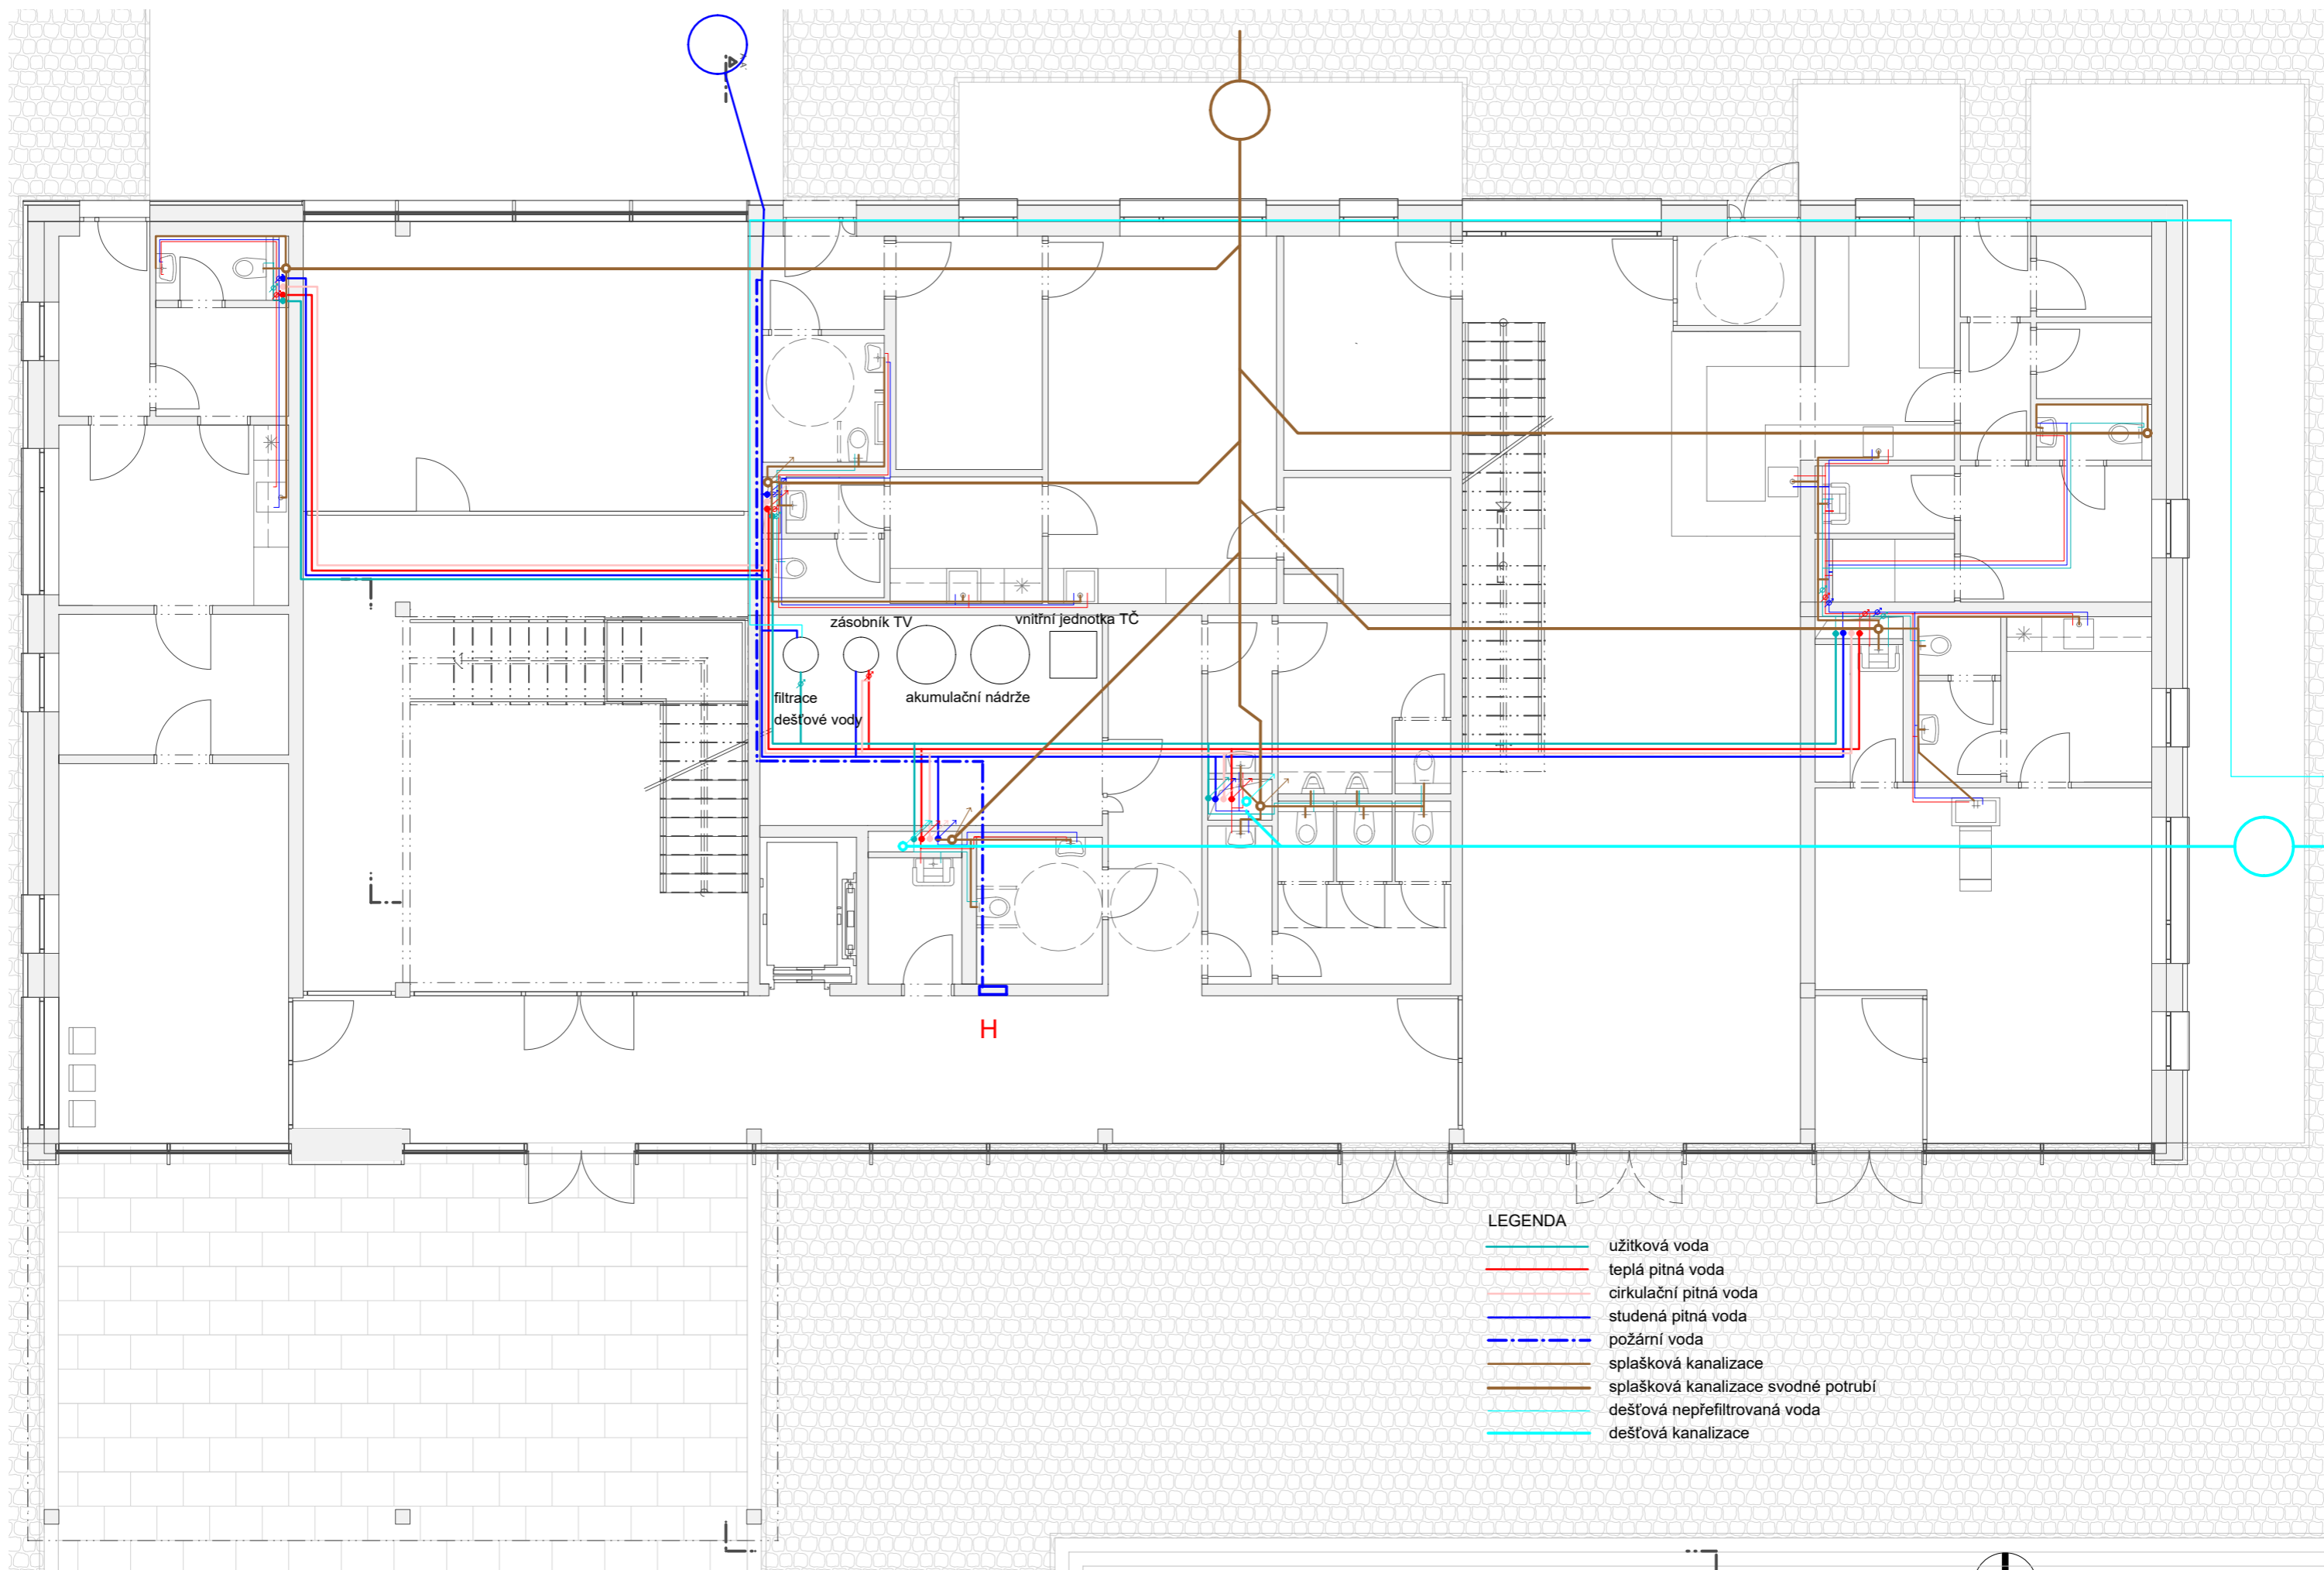 zásobník TV
vnitřní jednotka TČ
filtrace
dešťové vody
akumulační nádrže
H
LEGENDA
užitková voda
teplá pitná voda
cirkulační pitná voda
studená pitná voda
požární voda
splašková kanalizace
splašková kanalizace svodné potrubí
dešťová nepřefiltrovaná voda
dešťová kanalizace